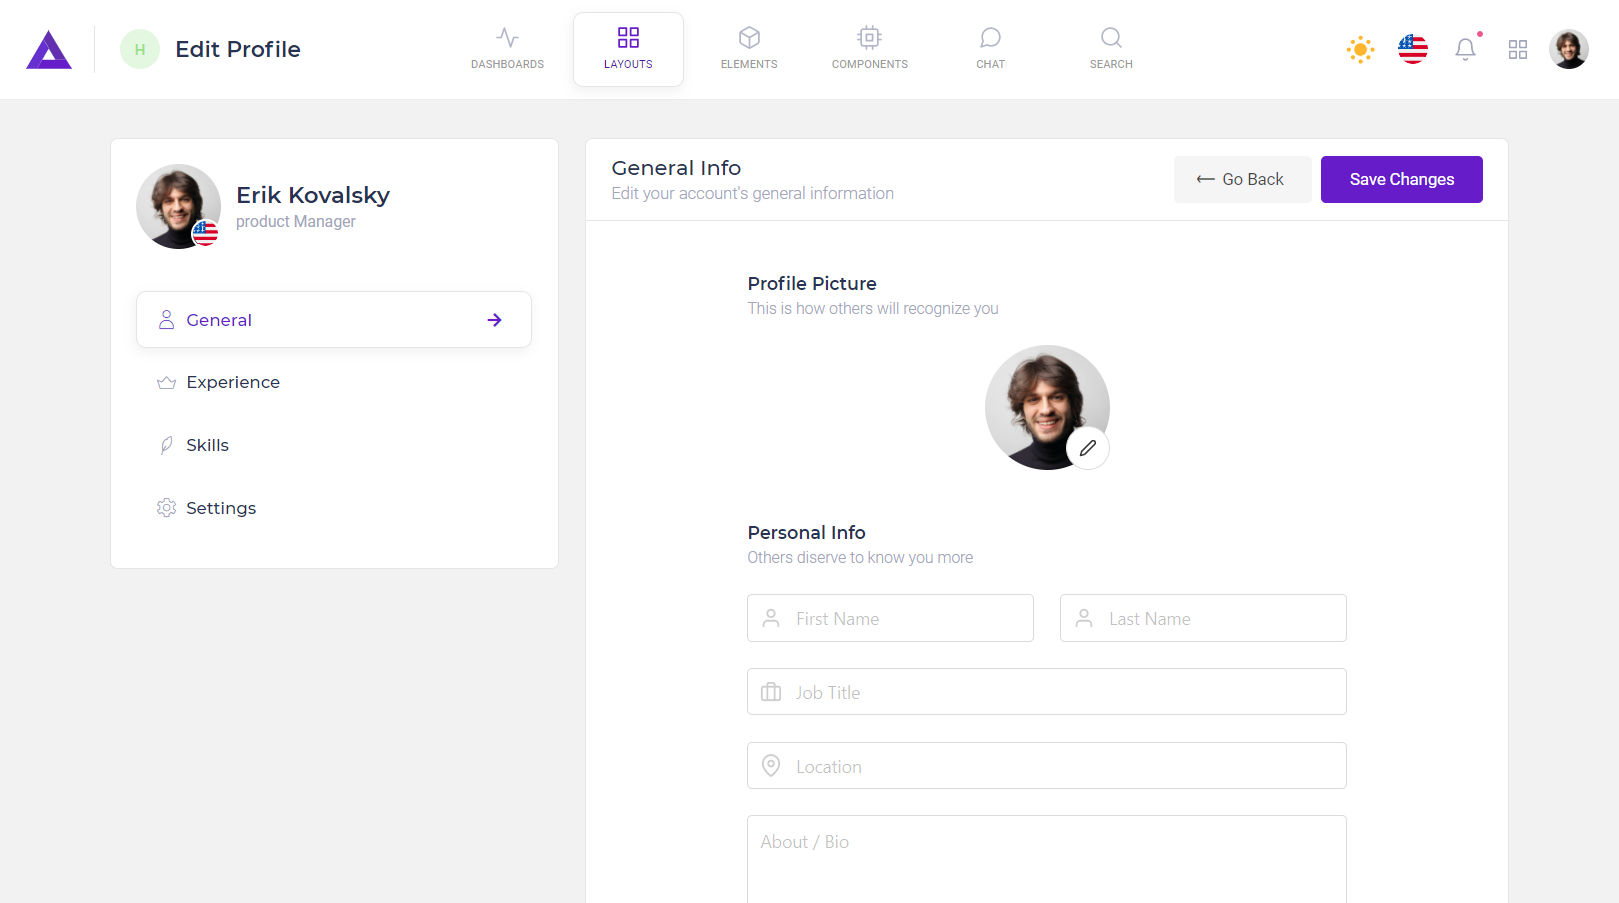 H
Edit Profile
DASHBOARDS
LAYOUTS
ELEMENTS
COMPONENTS
CHAT
SEARCH
Erik Kovalsky
product Manager
General
Experience
Skills
Settings
General Info
Edit your account's general information
Go Back
Save Changes
Profile Picture
This is how others will recognize you
Personal Info
Others diserve to know you more
First Name
Last Name
Job Title
Location
About / Bio